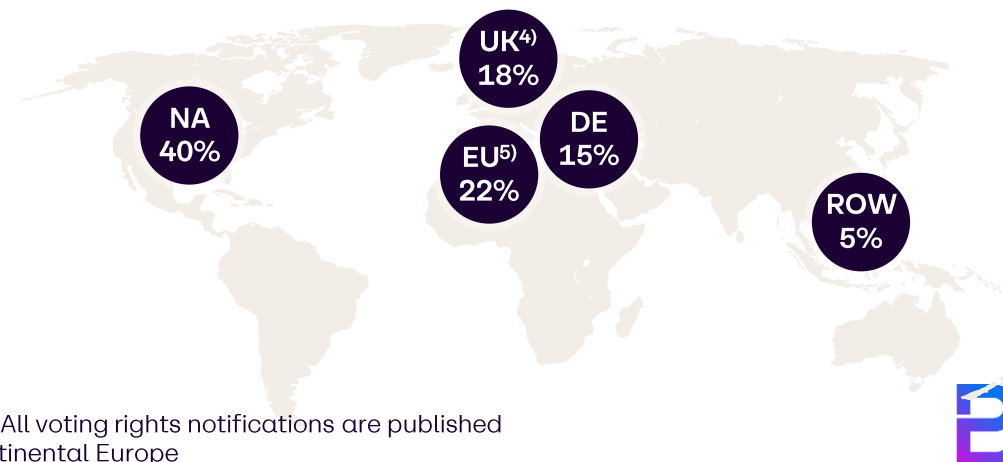 UK4)
18%
NA
40%
DE
15%
EU5)
22%
ROW
5%
All voting rights notifications are published
tinental Europe